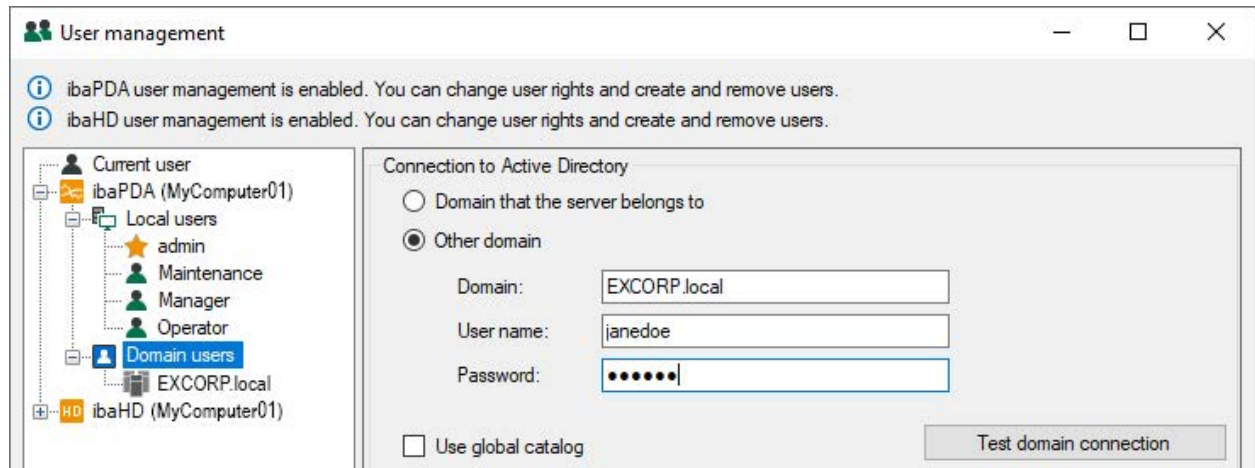 User management
ibaPDA user management is enabled. You can change user rights and create and remove users.
ibaHD user management is enabled. You can change user rights and create and remove users.
Current user
ibaPDA (MyComputer01)
Local users
admin
Maintenance
Manager
Operator
Domain users
EXCORP.local
HD ibaHD (MyComputer01)
Connection to Active Directory
Domain that the server belongs to
Other domain
Domain: EXCORP.local
User name: janedoe
Password: ●●●●●●
Use global catalog
Test domain connection